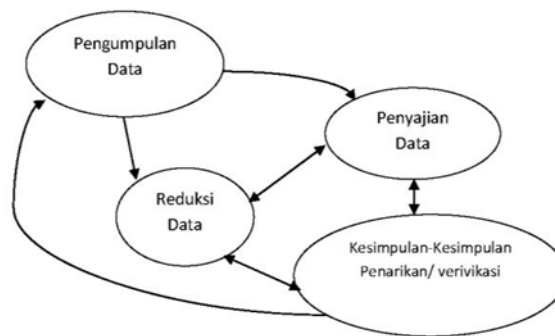 Pengumpulan
Data
Penyajian
Data
Reduksi
Data
Kesimpulan-Kesimpulan
Penarikan/ verivikasi